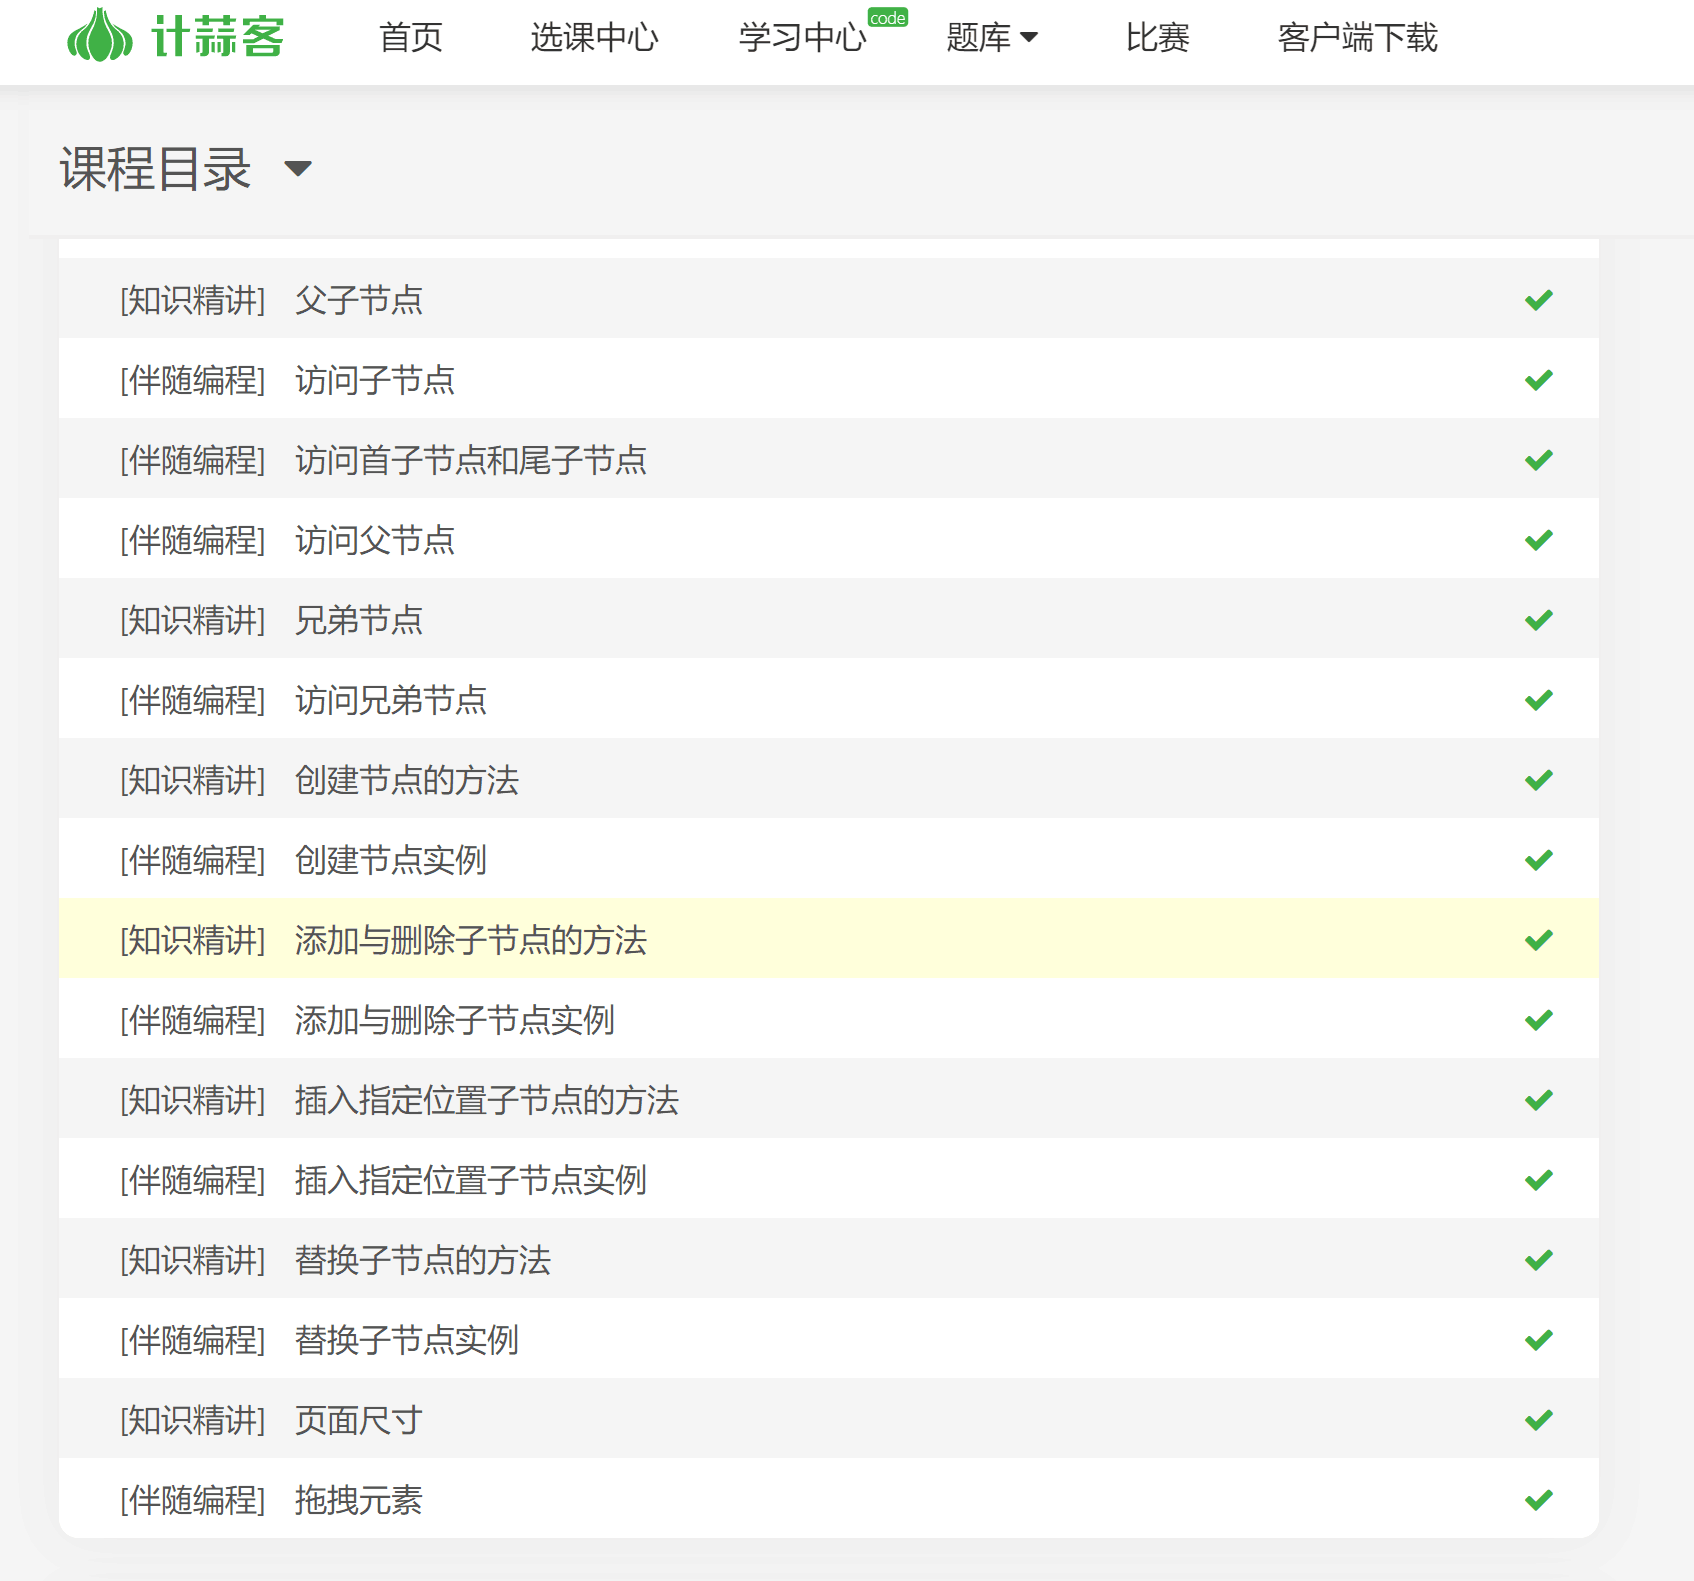 计蒜客 首页 选课中心 学习中心 code 题库 比赛 客户端下载
课程目录
[知识精讲] 父子节点
[伴随编程] 访问子节点
[伴随编程] 访问首子节点和尾子节点
[伴随编程] 访问父节点
[知识精讲] 兄弟节点
[伴随编程] 访问兄弟节点
[知识精讲] 创建节点的方法
[伴随编程] 创建节点实例
[知识精讲] 添加与删除子节点的方法
[伴随编程] 添加与删除子节点实例
[知识精讲] 插入指定位置子节点的方法
[伴随编程] 插入指定位置子节点实例
[知识精讲] 替换子节点的方法
[伴随编程] 替换子节点实例
[知识精讲] 页面尺寸
[伴随编程] 拖拽元素